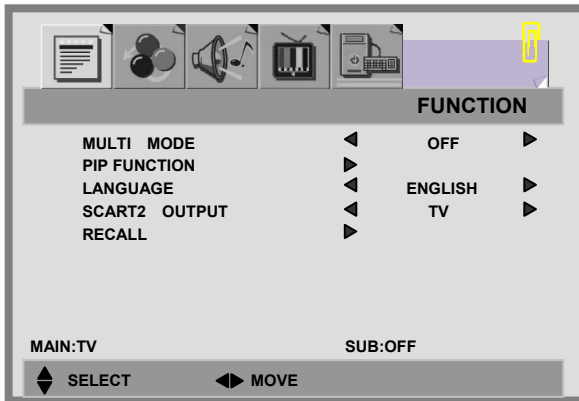 FUNCTION
MULTI MODE OFF
PIP FUNCTION
LANGUAGE ENGLISH
SCART2 OUTPUT TV
RECALL
MAIN:TV SUB:OFF
SELECT MOVE